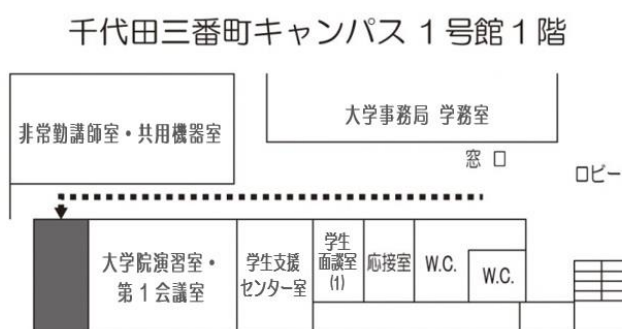 千代田三番町キャンパス 1号館1階
非常勤講師室・共用機器室
大学事務局 学務室
窓 口
ロビー
大学院演習室・
第1会議室
学生支援
センター室
学生
面談室
(1)
応接室
W.C.
W.C.